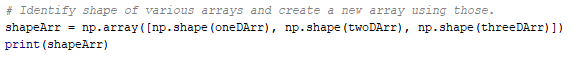 # Identify shape of various arrays and create a new array using those.
shapeArr = np.array([np.shape(oneDArr), np.shape(twoDArr), np.shape(threeDArr)])
print(shapeArr)